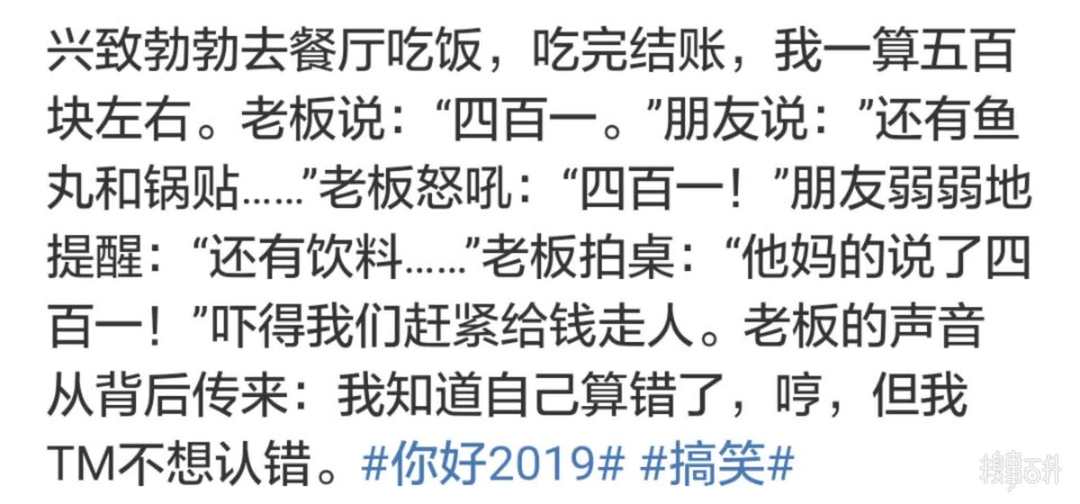 兴致勃勃去餐厅吃饭，吃完结账，我一算五百
块左右。老板说：“四百一。”朋友说：”还有鱼
丸和锅贴……”老板怒吼：“四百一！”朋友弱弱地
提醒：“还有饮料……”老板拍桌：“他妈的说了四
百一！”吓得我们赶紧给钱走人。老板的声音
从背后传来：我知道自己算错了，哼，但我
TM不想认错。#你好2019# #搞笑#